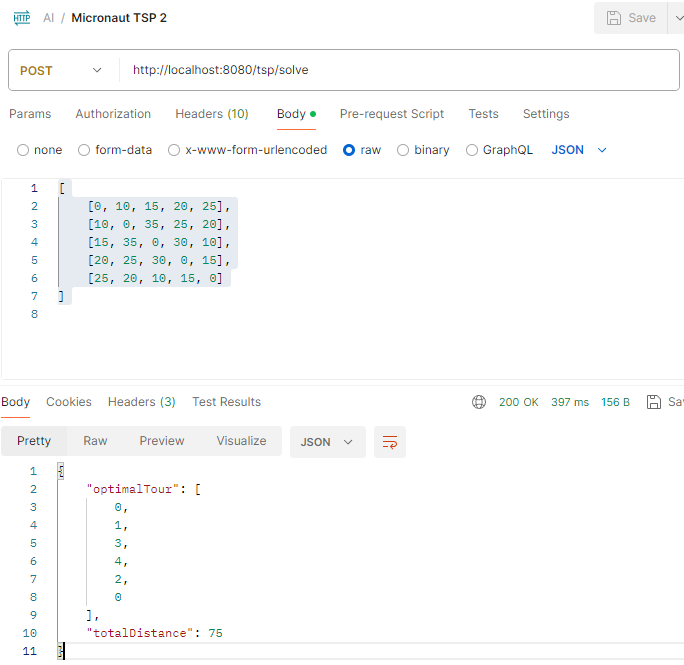 HTTP AI / Micronaut TSP 2 Save
POST http://localhost:8080/tsp/solve
Params Authorization Headers (10) Body Pre-request Script Tests Settings
none form-data x-www-form-urlencoded raw binary GraphQL JSON
1 [
2 [0, 10, 15, 20, 25],
3 [10, 0, 35, 25, 20],
4 [15, 35, 0, 30, 10],
5 [20, 25, 30, 0, 15],
6 [25, 20, 10, 15, 0]
7 ]
8
Body Cookies Headers (3) Test Results 200 OK 397 ms 156 B Sav
Pretty Raw Preview Visualize JSON
1 {
2 "optimalTour": [
3 0,
4 1,
5 3,
6 4,
7 2,
8 0
9 ],
10 "totalDistance": 75
11 }